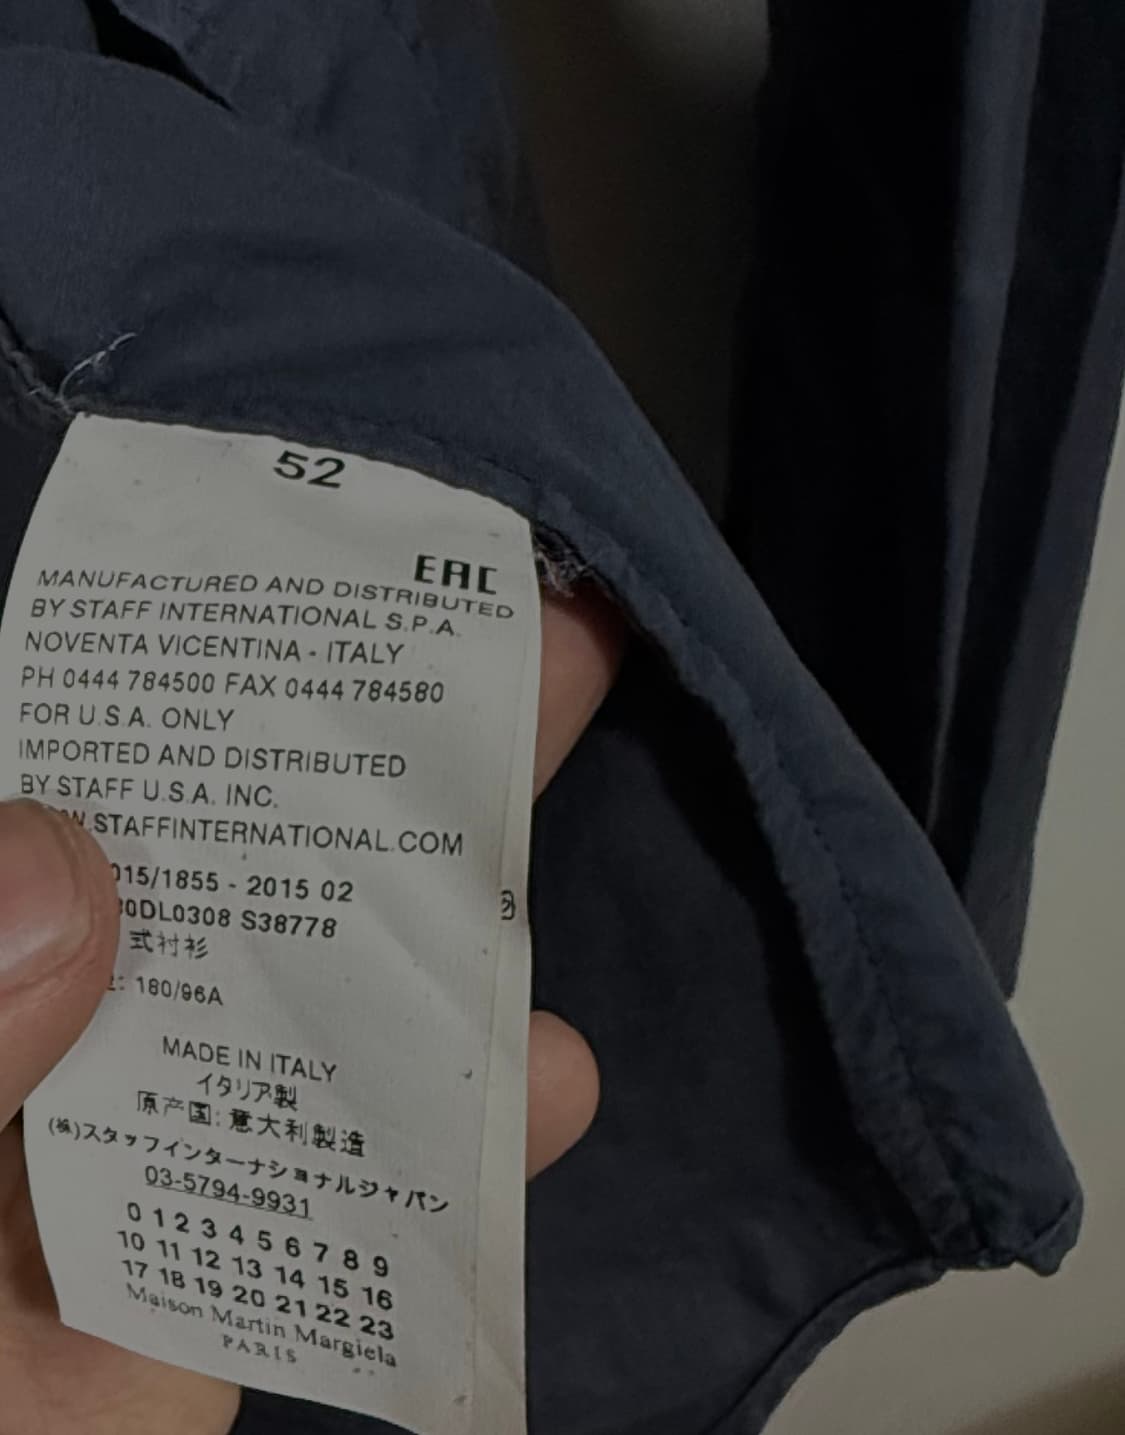 52
EAC
MANUFACTURED AND DISTRIBUTED
BY STAFF INTERNATIONAL S.P.A.
NOVENTA VICENTINA - ITALY
PH 0444 784500 FAX 0444 784580
FOR U.S.A. ONLY
IMPORTED AND DISTRIBUTED
BY STAFF U.S.A. INC.
W.STAFFINTERNATIONAL.COM
015/1855 - 2015 02
30DL0308 S38778
式衬衫
: 180/96A
MADE IN ITALY
イタリア製
原产国: 意大利製造
(株)スタッフインターナショナルジャパン
03-5794-9931
0 1 2 3 4 5 6 7 8 9
10 11 12 13 14 15 16
17 18 19 20 21 22 23
Maison Martin Margiela
PARIS